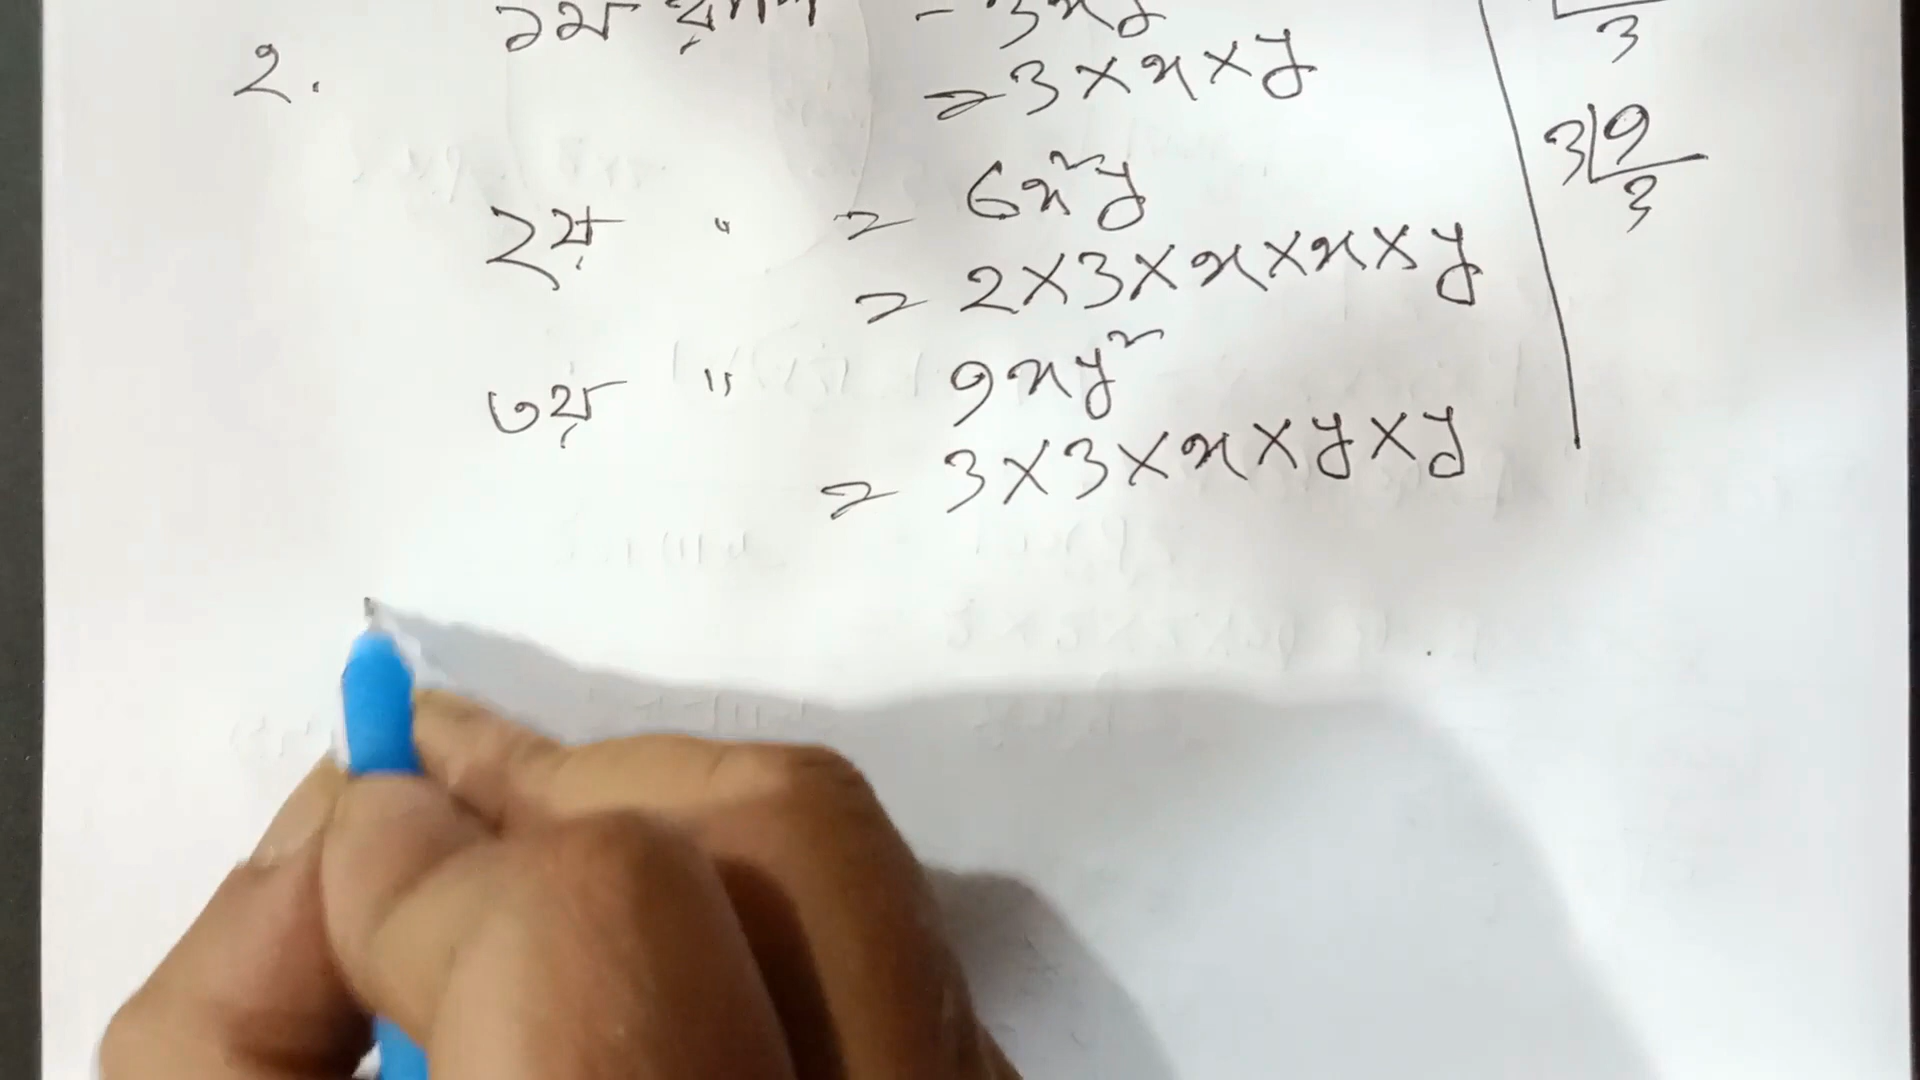 2. ১ম = 3xy
= 3 × x × y
২য় " = 6x²y
= 2 × 3 × x × x × y
৩য় " 9xy²
= 3 × 3 × x × y × y
3
3 | 9
3